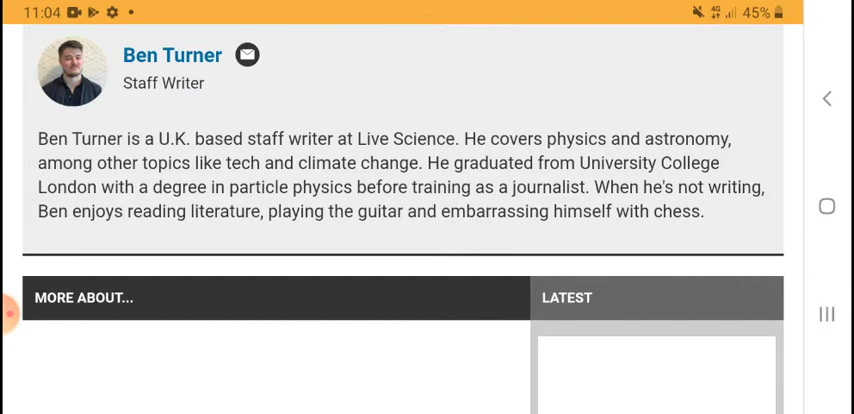 11:04
4G
45%
Ben Turner
Staff Writer
Ben Turner is a U.K. based staff writer at Live Science. He covers physics and astronomy,
among other topics like tech and climate change. He graduated from University College
London with a degree in particle physics before training as a journalist. When he's not writing,
Ben enjoys reading literature, playing the guitar and embarrassing himself with chess.
MORE ABOUT...
LATEST